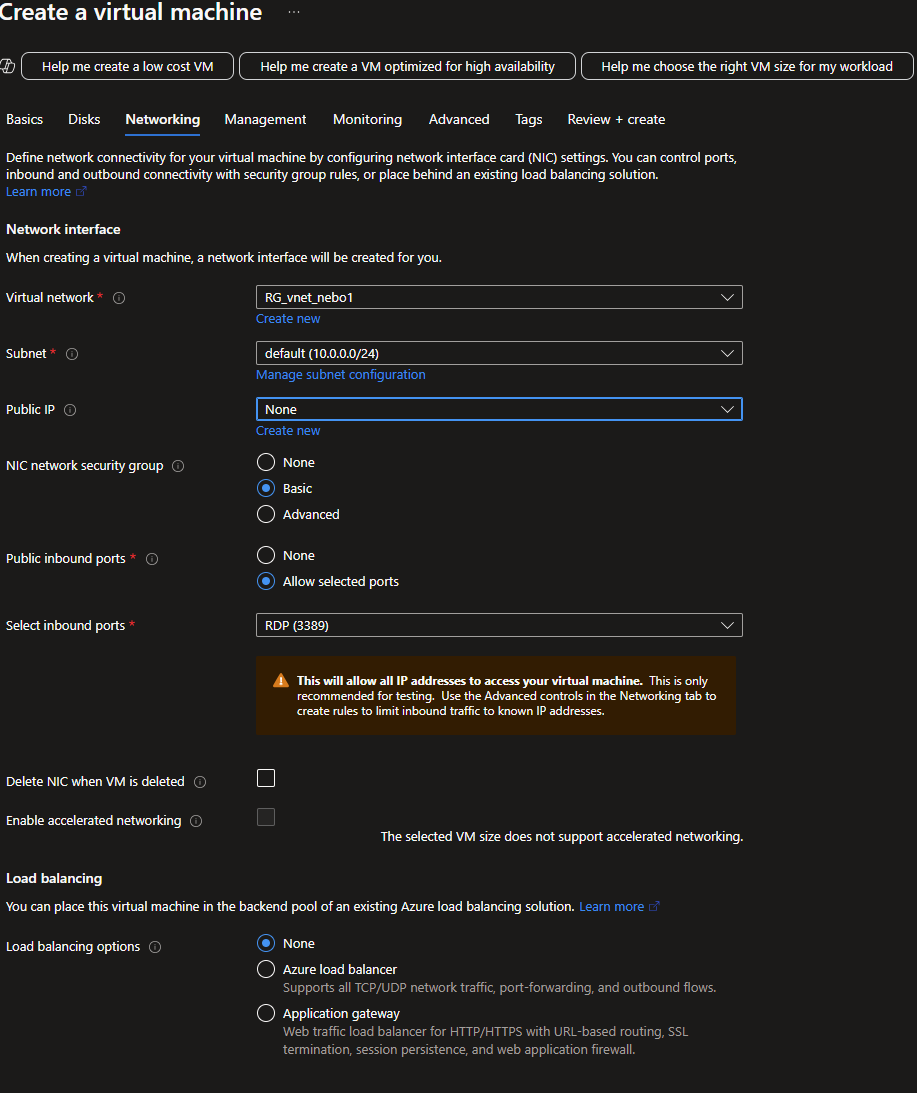 Create a virtual machine ...
Help me create a low cost VM
Help me create a VM optimized for high availability
Help me choose the right VM size for my workload
Basics Disks Networking Management Monitoring Advanced Tags Review + create
Define network connectivity for your virtual machine by configuring network interface card (NIC) settings. You can control ports,
inbound and outbound connectivity with security group rules, or place behind an existing load balancing solution.
Learn more
Network interface
When creating a virtual machine, a network interface will be created for you.
Virtual network *
RG_vnet_nebo1
Create new
Subnet *
default (10.0.0.0/24)
Manage subnet configuration
Public IP
None
Create new
NIC network security group
None
Basic
Advanced
Public inbound ports *
None
Allow selected ports
Select inbound ports *
RDP (3389)
This will allow all IP addresses to access your virtual machine. This is only
recommended for testing. Use the Advanced controls in the Networking tab to
create rules to limit inbound traffic to known IP addresses.
Delete NIC when VM is deleted
Enable accelerated networking
The selected VM size does not support accelerated networking.
Load balancing
You can place this virtual machine in the backend pool of an existing Azure load balancing solution. Learn more
Load balancing options
None
Azure load balancer
Supports all TCP/UDP network traffic, port-forwarding, and outbound flows.
Application gateway
Web traffic load balancer for HTTP/HTTPS with URL-based routing, SSL
termination, session persistence, and web application firewall.